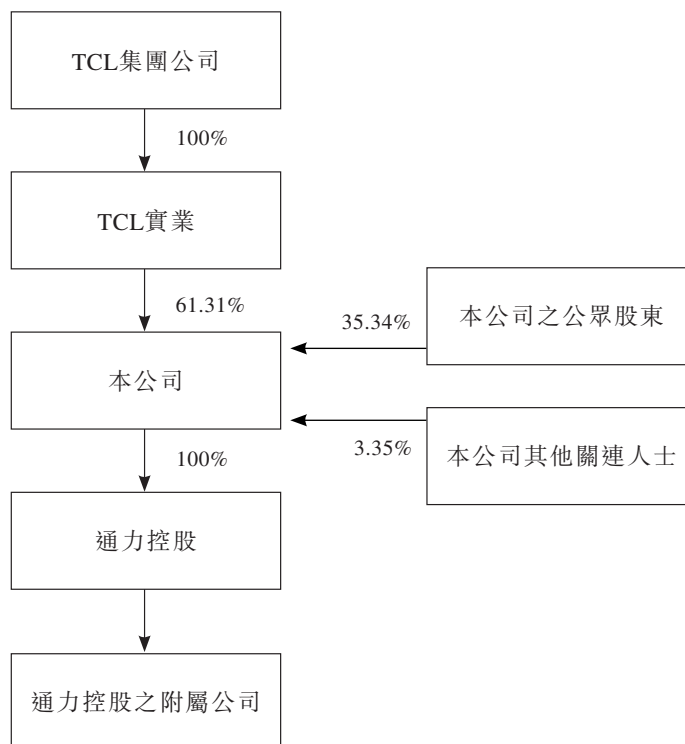 TCL集團公司
100%
TCL實業
61.31%
35.34%
本公司之公眾股東
本公司
3.35%
本公司其他關連人士
100%
通力控股
通力控股之附屬公司